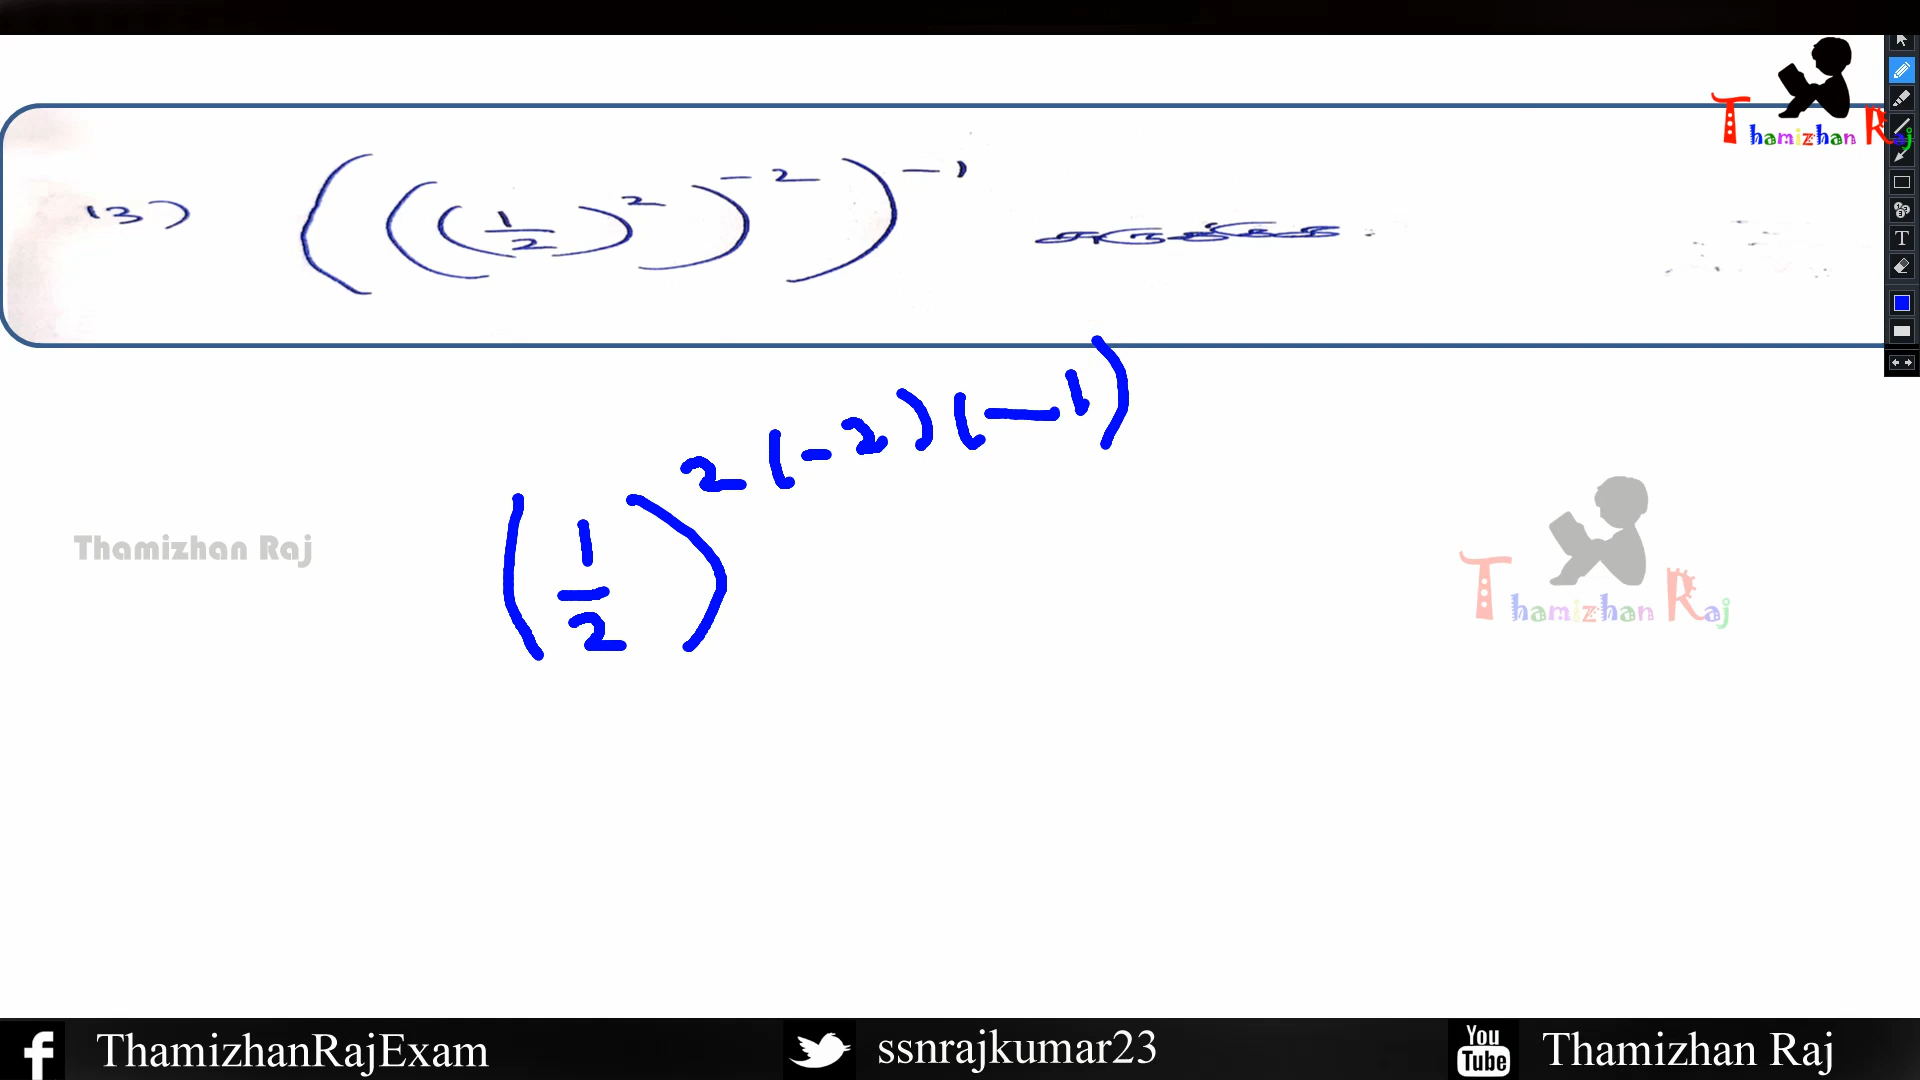 Thamizhan Raj
13) (((1/2)^2)^-2)^-1
(1/2)^2(-2)(-1)
Thamizhan Raj
Thamizhan Raj
ThamizhanRajExam
ssnrajkumar23
You Tube
Thamizhan Raj